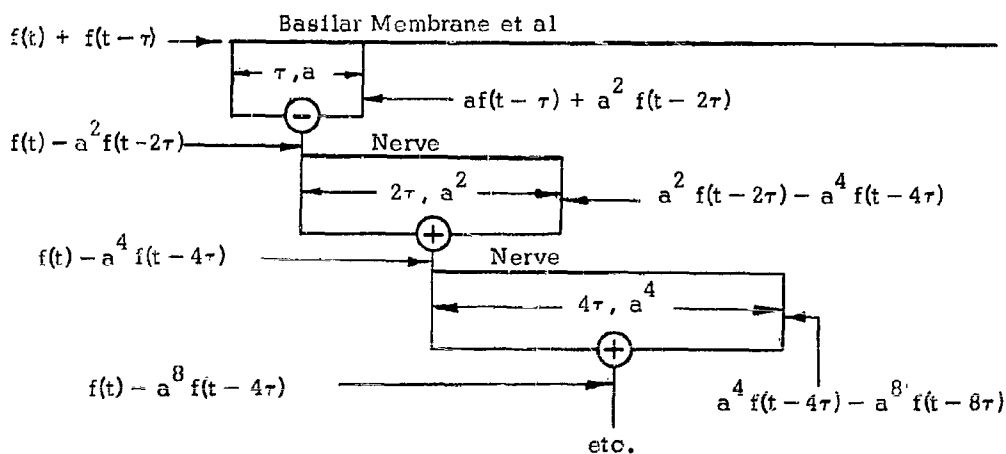 Basilar Membrane et al
f(t) + f(t - τ)
τ, a
af(t - τ) + a² f(t - 2τ)
−
f(t) - a² f(t - 2τ)
Nerve
2τ, a²
a² f(t - 2τ) - a⁴ f(t - 4τ)
+
f(t) - a⁴ f(t - 4τ)
Nerve
4τ, a⁴
+
f(t) - a⁸ f(t - 4τ)
a⁴ f(t - 4τ) - a⁸ f(t - 8τ)
etc.